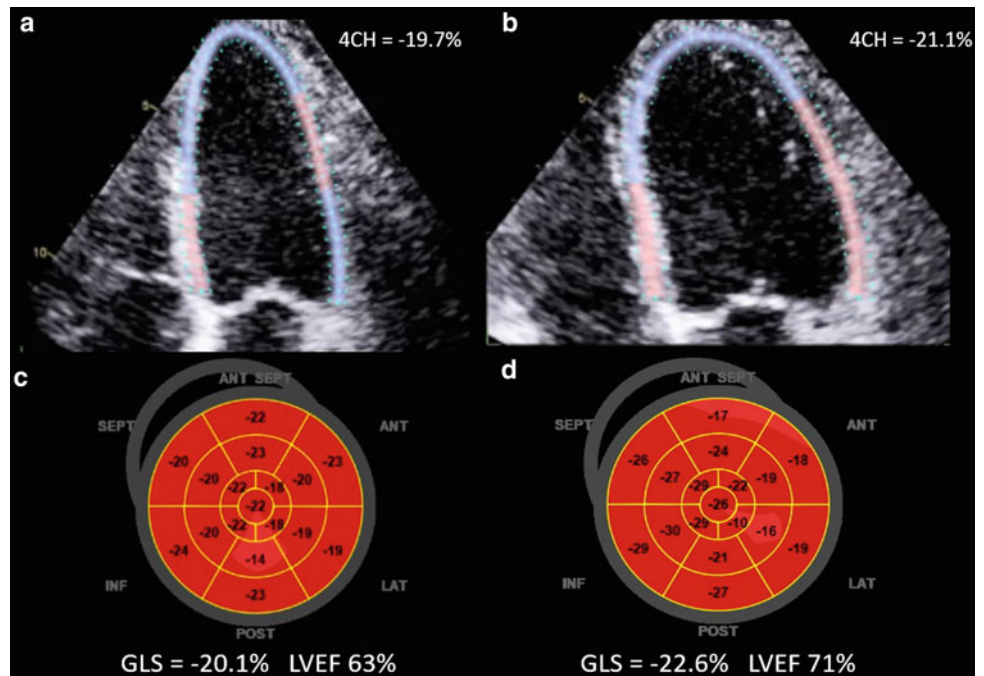 a
4CH = -19.7%
5
10
b
4CH = -21.1%
5
c
ANT SEPT
SEPT
ANT
-22
-20
-23
-23
-20
-20
-22
-18
-22
-22
-18
-20
-19
-24
-19
-14
INF
LAT
-23
POST
GLS = -20.1% LVEF 63%
d
ANT SEPT
SEPT
ANT
-17
-26
-18
-24
-27
-19
-29
-22
-26
-29
-10
-30
-16
-29
-19
-21
INF
LAT
-27
POST
GLS = -22.6% LVEF 71%